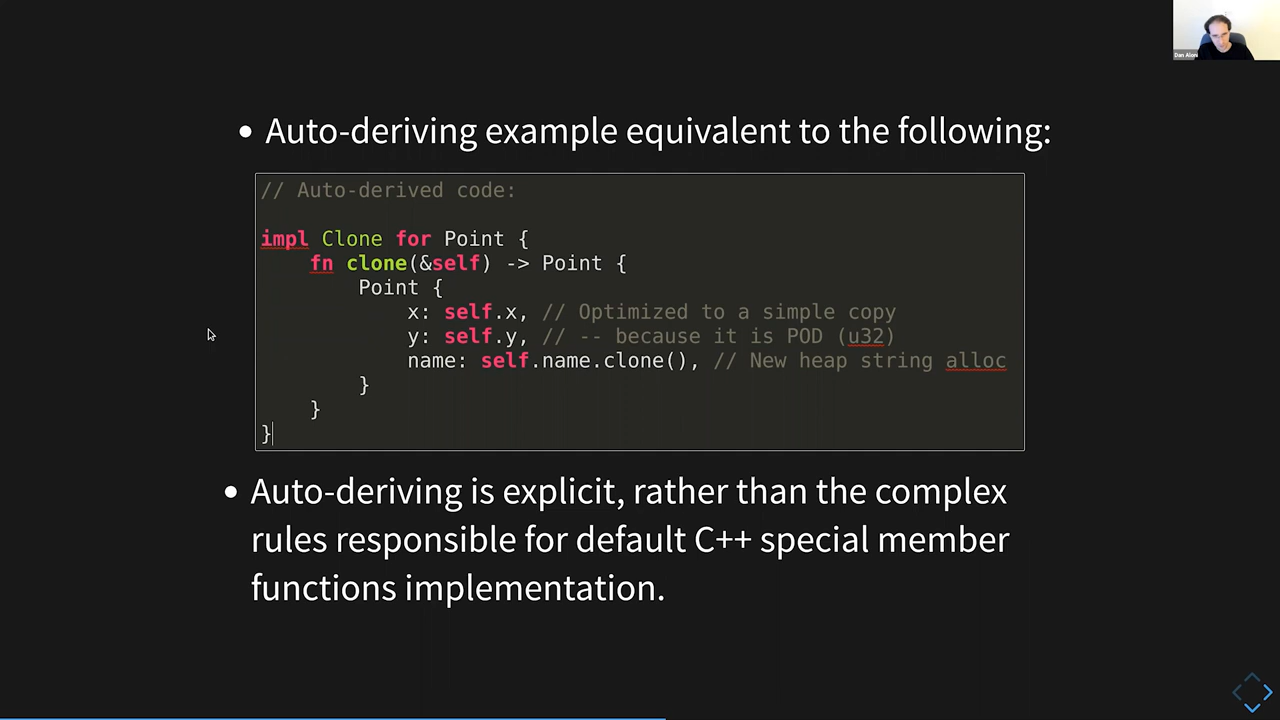 Dan Aloni
• Auto-deriving example equivalent to the following:
// Auto-derived code:
impl Clone for Point {
    fn clone(&self) -> Point {
        Point {
            x: self.x, // Optimized to a simple copy
            y: self.y, // -- because it is POD (u32)
            name: self.name.clone(), // New heap string alloc
        }
    }
}
• Auto-deriving is explicit, rather than the complex
rules responsible for default C++ special member
functions implementation.